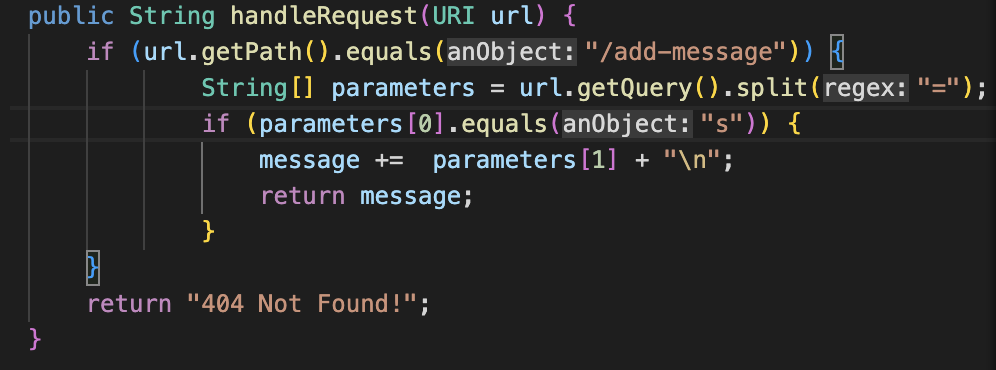 public String handleRequest(URI url) {
    if (url.getPath().equals(anObject: "/add-message")) {
            String[] parameters = url.getQuery().split(regex: "=");
            if (parameters[0].equals(anObject: "s")) {
                message +=  parameters[1] + "\n";
                return message;
            }
    }
    return "404 Not Found!";
}